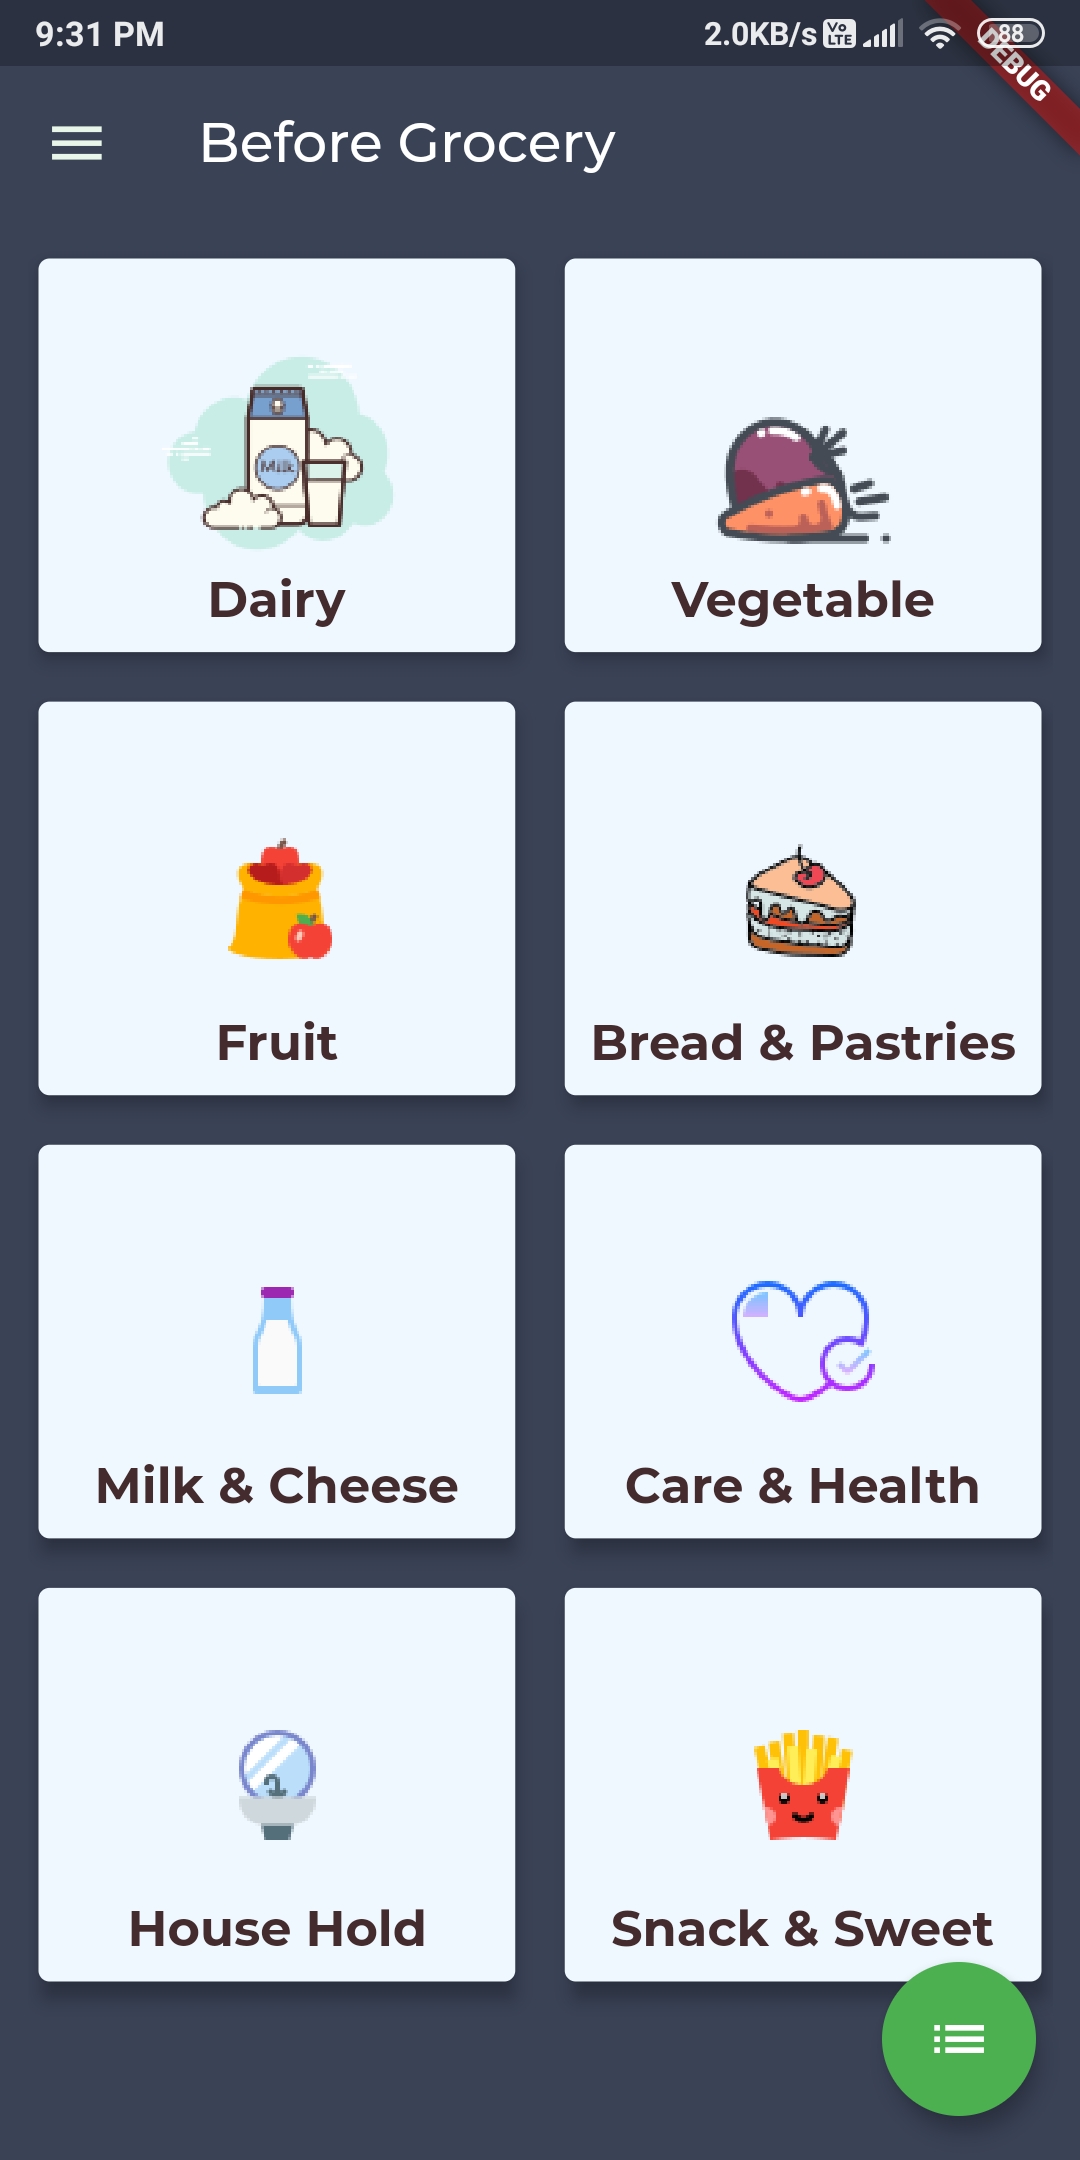 9:31 PM
2.0KB/s
Vo
LTE
88
DEBUG
Before Grocery
Milk
Dairy
Vegetable
Fruit
Bread & Pastries
Milk & Cheese
Care & Health
House Hold
Snack & Sweet